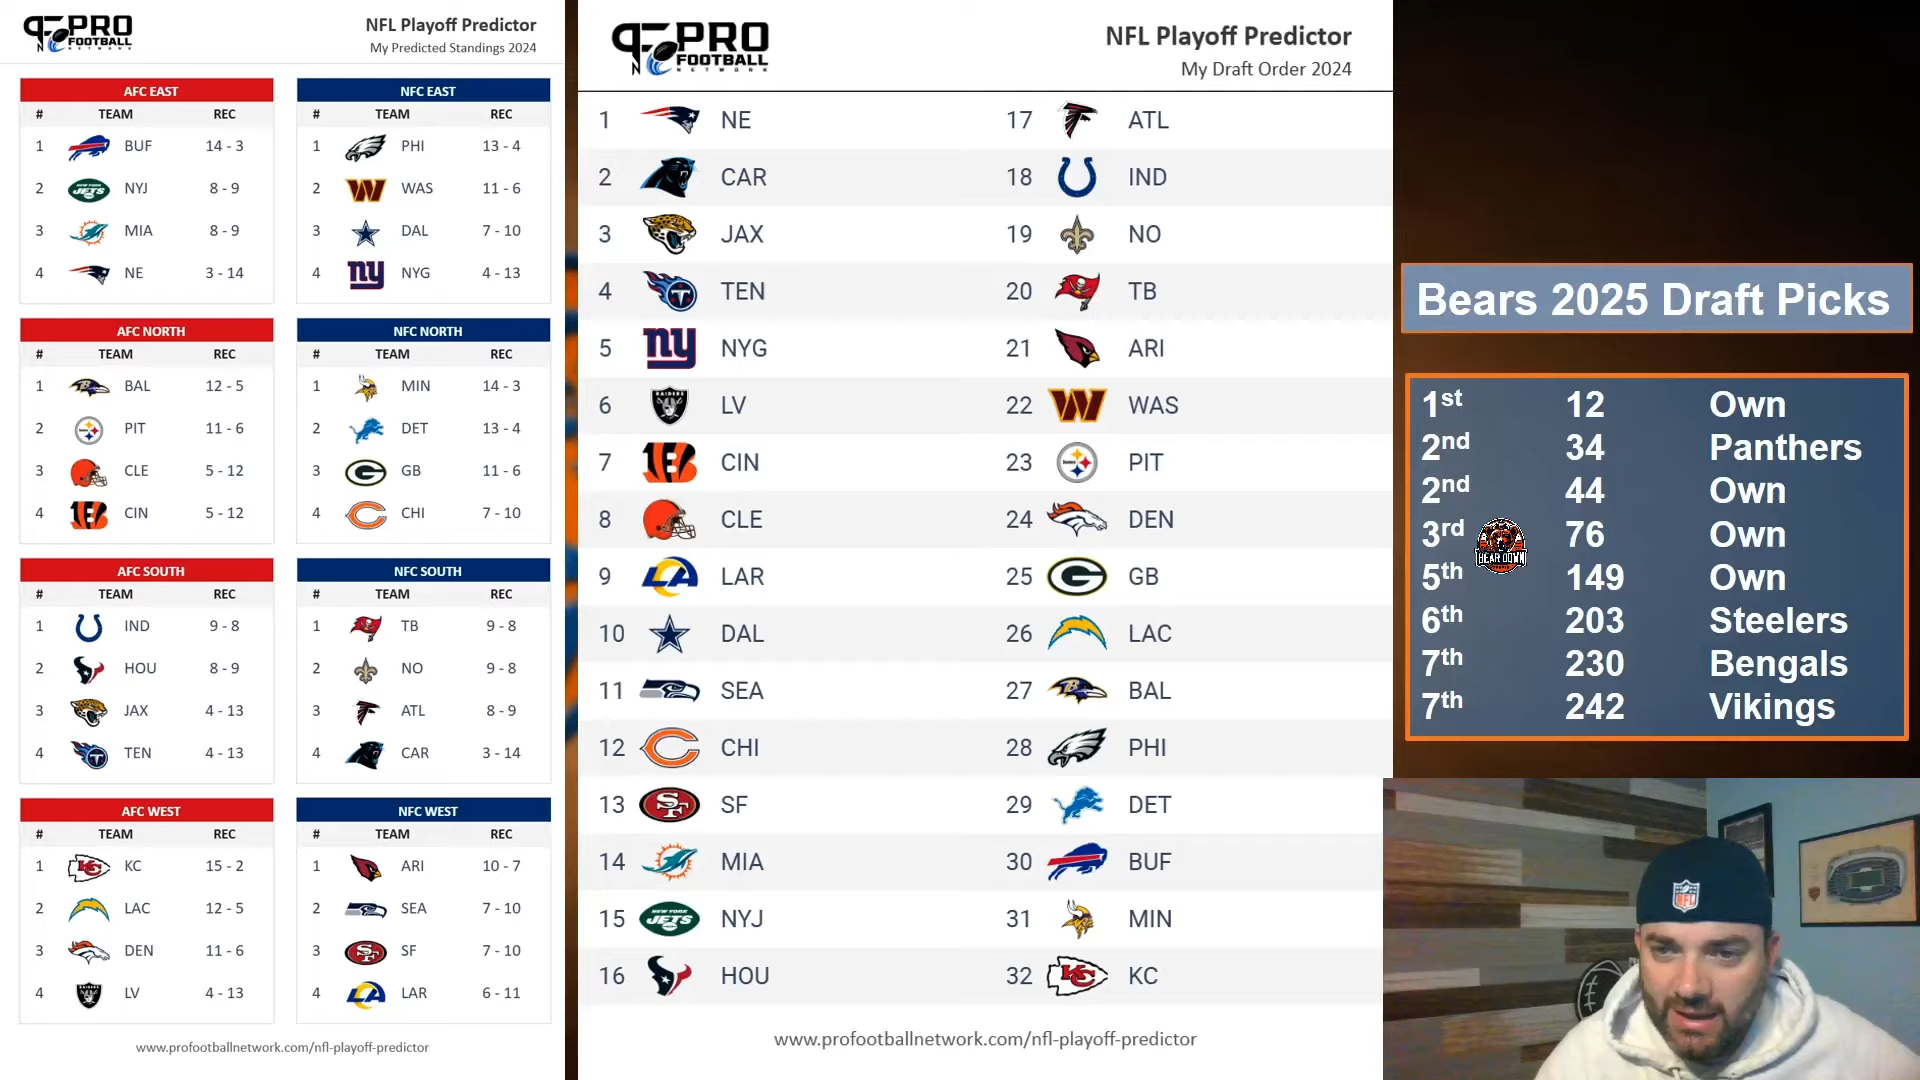 PRO
FOOTBALL
NETWORK
NFL Playoff Predictor
My Predicted Standings 2024
AFC EAST
# TEAM REC
1 BUF 14 - 3
2 NYJ 8 - 9
3 MIA 8 - 9
4 NE 3 - 14
NFC EAST
# TEAM REC
1 PHI 13 - 4
2 WAS 11 - 6
3 DAL 7 - 10
4 NYG 4 - 13
AFC NORTH
# TEAM REC
1 BAL 12 - 5
2 PIT 11 - 6
3 CLE 5 - 12
4 CIN 5 - 12
NFC NORTH
# TEAM REC
1 MIN 14 - 3
2 DET 13 - 4
3 GB 11 - 6
4 CHI 7 - 10
AFC SOUTH
# TEAM REC
1 IND 9 - 8
2 HOU 8 - 9
3 JAX 4 - 13
4 TEN 4 - 13
NFC SOUTH
# TEAM REC
1 TB 9 - 8
2 NO 9 - 8
3 ATL 8 - 9
4 CAR 3 - 14
AFC WEST
# TEAM REC
1 KC 15 - 2
2 LAC 12 - 5
3 DEN 11 - 6
4 LV 4 - 13
NFC WEST
# TEAM REC
1 ARI 10 - 7
2 SEA 7 - 10
3 SF 7 - 10
4 LAR 6 - 11
www.profootballnetwork.com/nfl-playoff-predictor
PRO
FOOTBALL
NETWORK
NFL Playoff Predictor
My Draft Order 2024
1 NE
2 CAR
3 JAX
4 TEN
5 ny NYG
6 RAIDERS LV
7 CIN
8 CLE
9 LAR
10 DAL
11 SEA
12 CHI
13 SF
14 MIA
15 NEW YORK JETS NYJ
16 HOU
17 ATL
18 IND
19 NO
20 TB
21 ARI
22 WAS
23 PIT
24 DEN
25 GB
26 LAC
27 BAL
28 PHI
29 DET
30 BUF
31 MIN
32 KC
www.profootballnetwork.com/nfl-playoff-predictor
Bears 2025 Draft Picks
1st 12 Own
2nd 34 Panthers
2nd 44 Own
3rd 76 Own
5th 149 Own
6th 203 Steelers
7th 230 Bengals
7th 242 Vikings
BEAR DOWN
NFL